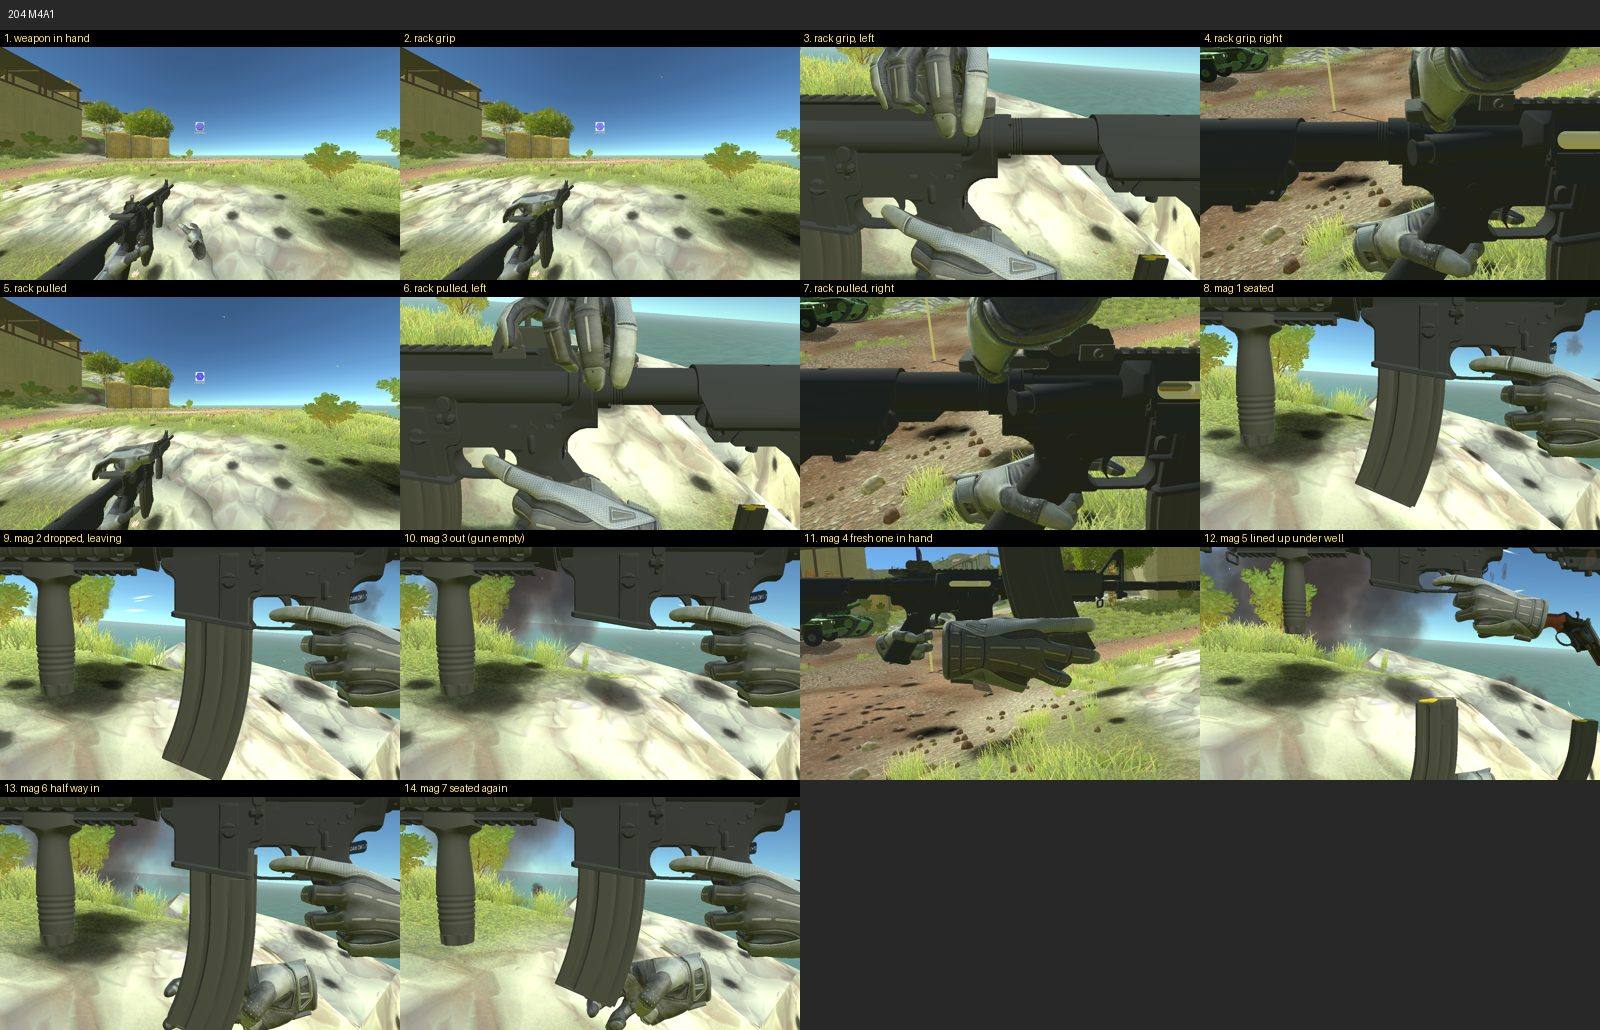 204 M4A1
1. weapon in hand
2. rack grip
3. rack grip, left
4. rack grip, right
5. rack pulled
6. rack pulled, left
7. rack pulled, right
8. mag 1 seated
9. mag 2 dropped, leaving
10. mag 3 out (gun empty)
11. mag 4 fresh one in hand
12. mag 5 lined up under well
13. mag 6 half way in
14. mag 7 seated again